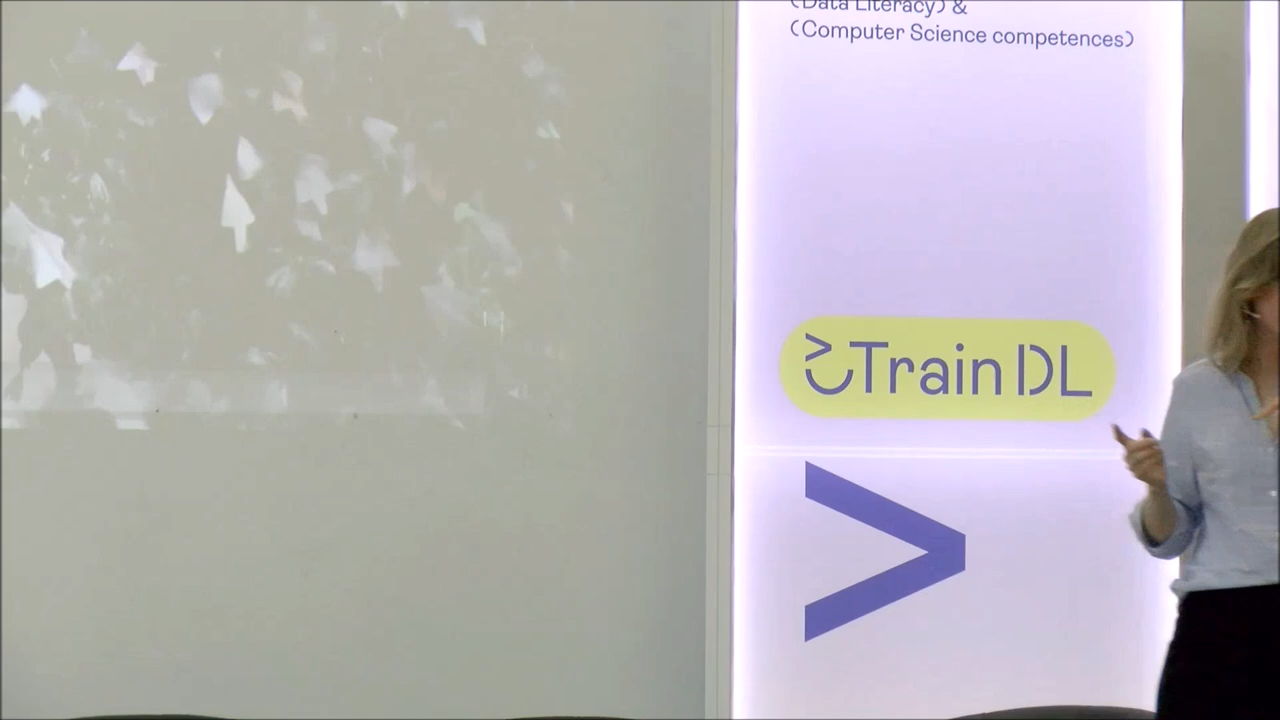 (Data Literacy) &
(Computer Science competences)
Train DL